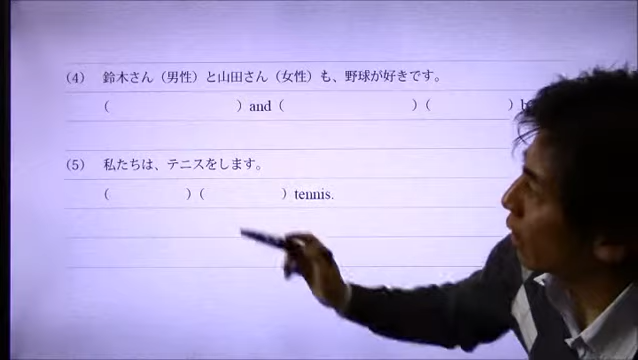 (4) 鈴木さん（男性）と山田さん（女性）も、野球が好きです。
( ) and ( ) ( ) b
(5) 私たちは、テニスをします。
( ) ( ) tennis.